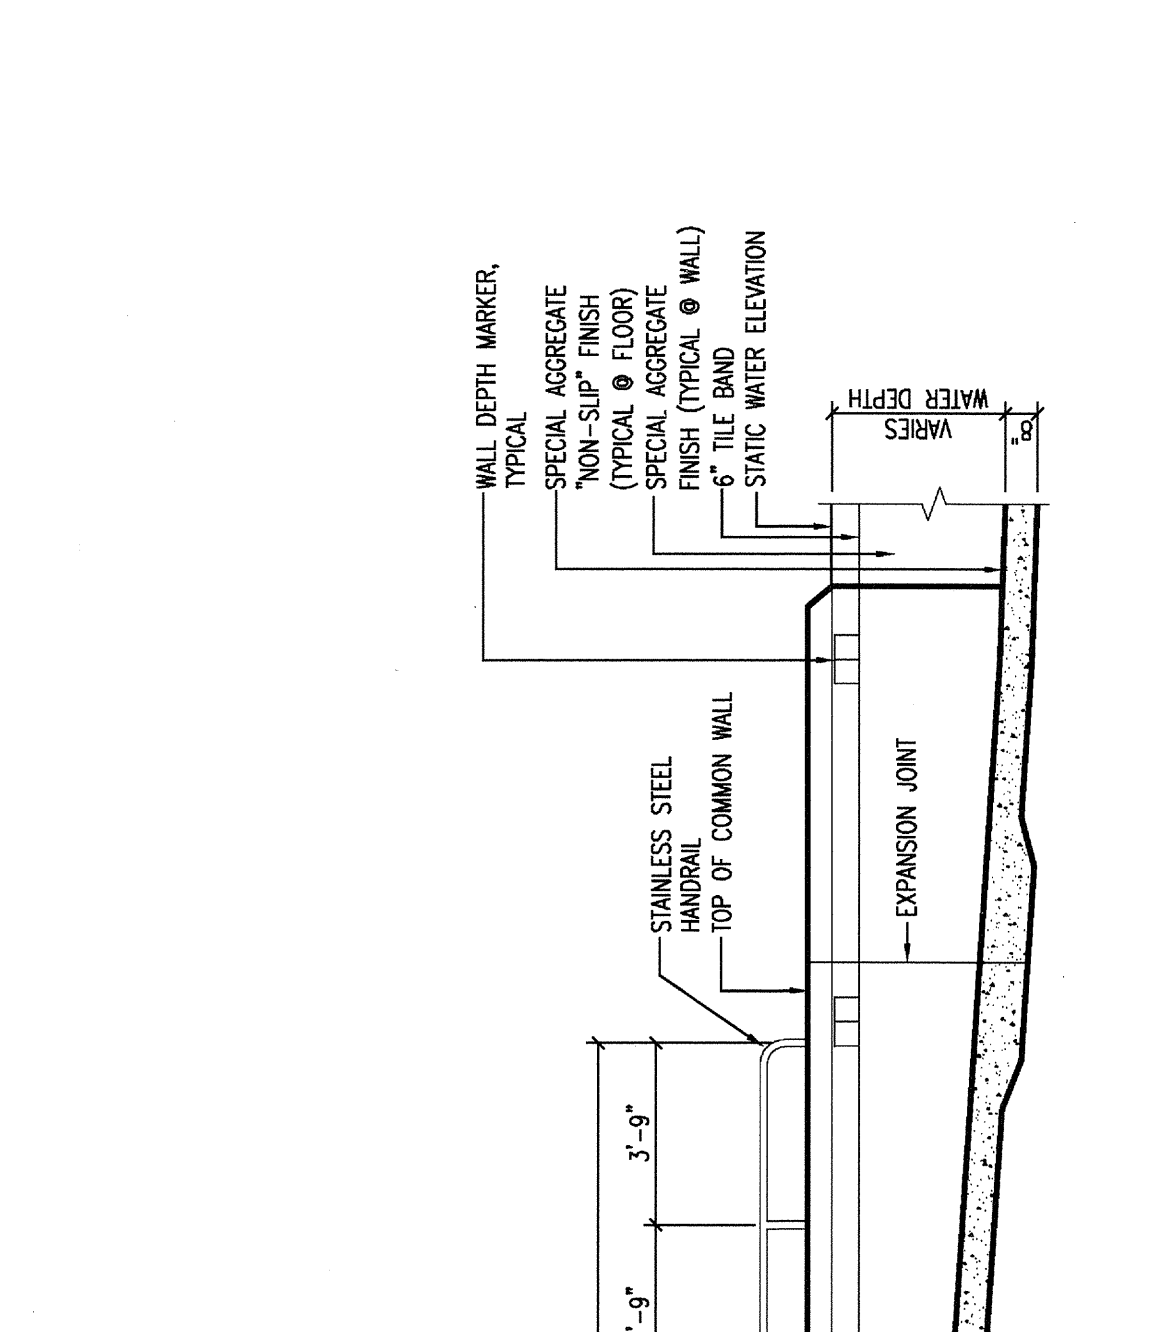 WALL DEPTH MARKER,
TYPICAL
SPECIAL AGGREGATE
"NON-SLIP" FINISH
(TYPICAL @ FLOOR)
SPECIAL AGGREGATE
FINISH (TYPICAL @ WALL)
6" TILE BAND
STATIC WATER ELEVATION
WATER DEPTH
VARIES
8"
STAINLESS STEEL
HANDRAIL
TOP OF COMMON WALL
EXPANSION JOINT
3'-9"
'-9"